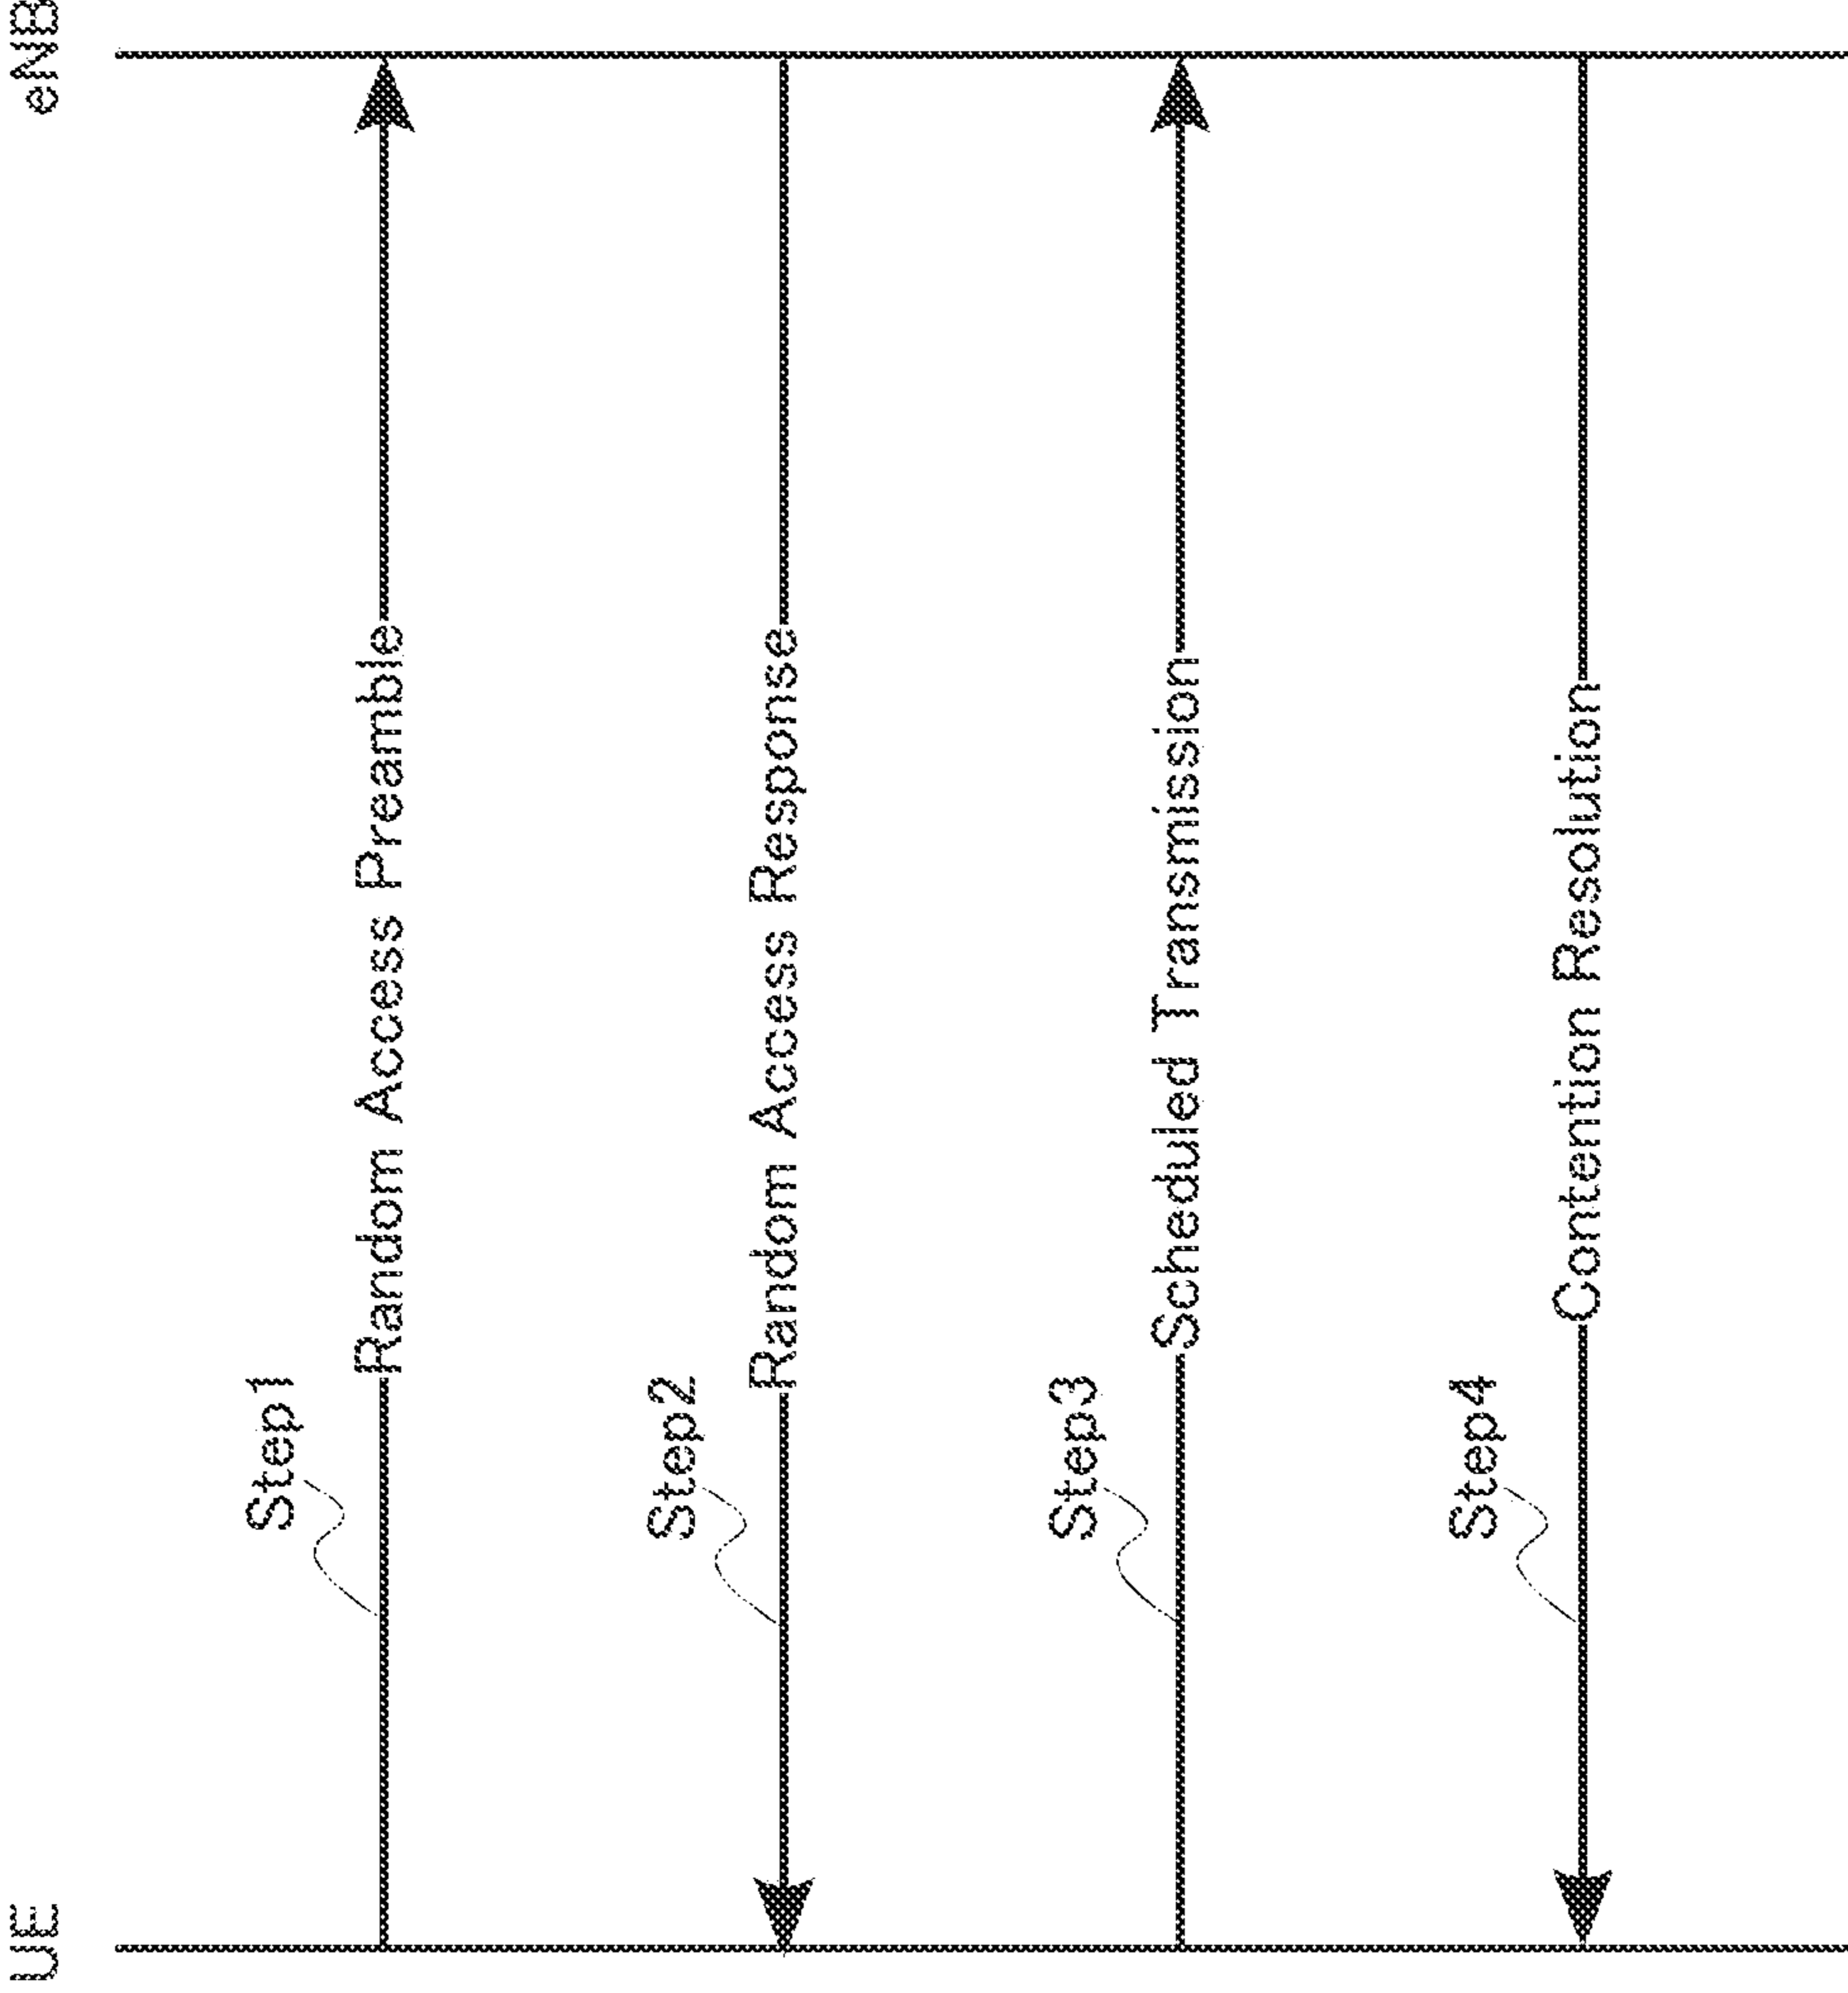 UE
eNB
Step1
Random Access Preamble
Step2
Random Access Response
Step3
Scheduled Transmission
Step4
Contention Resolution